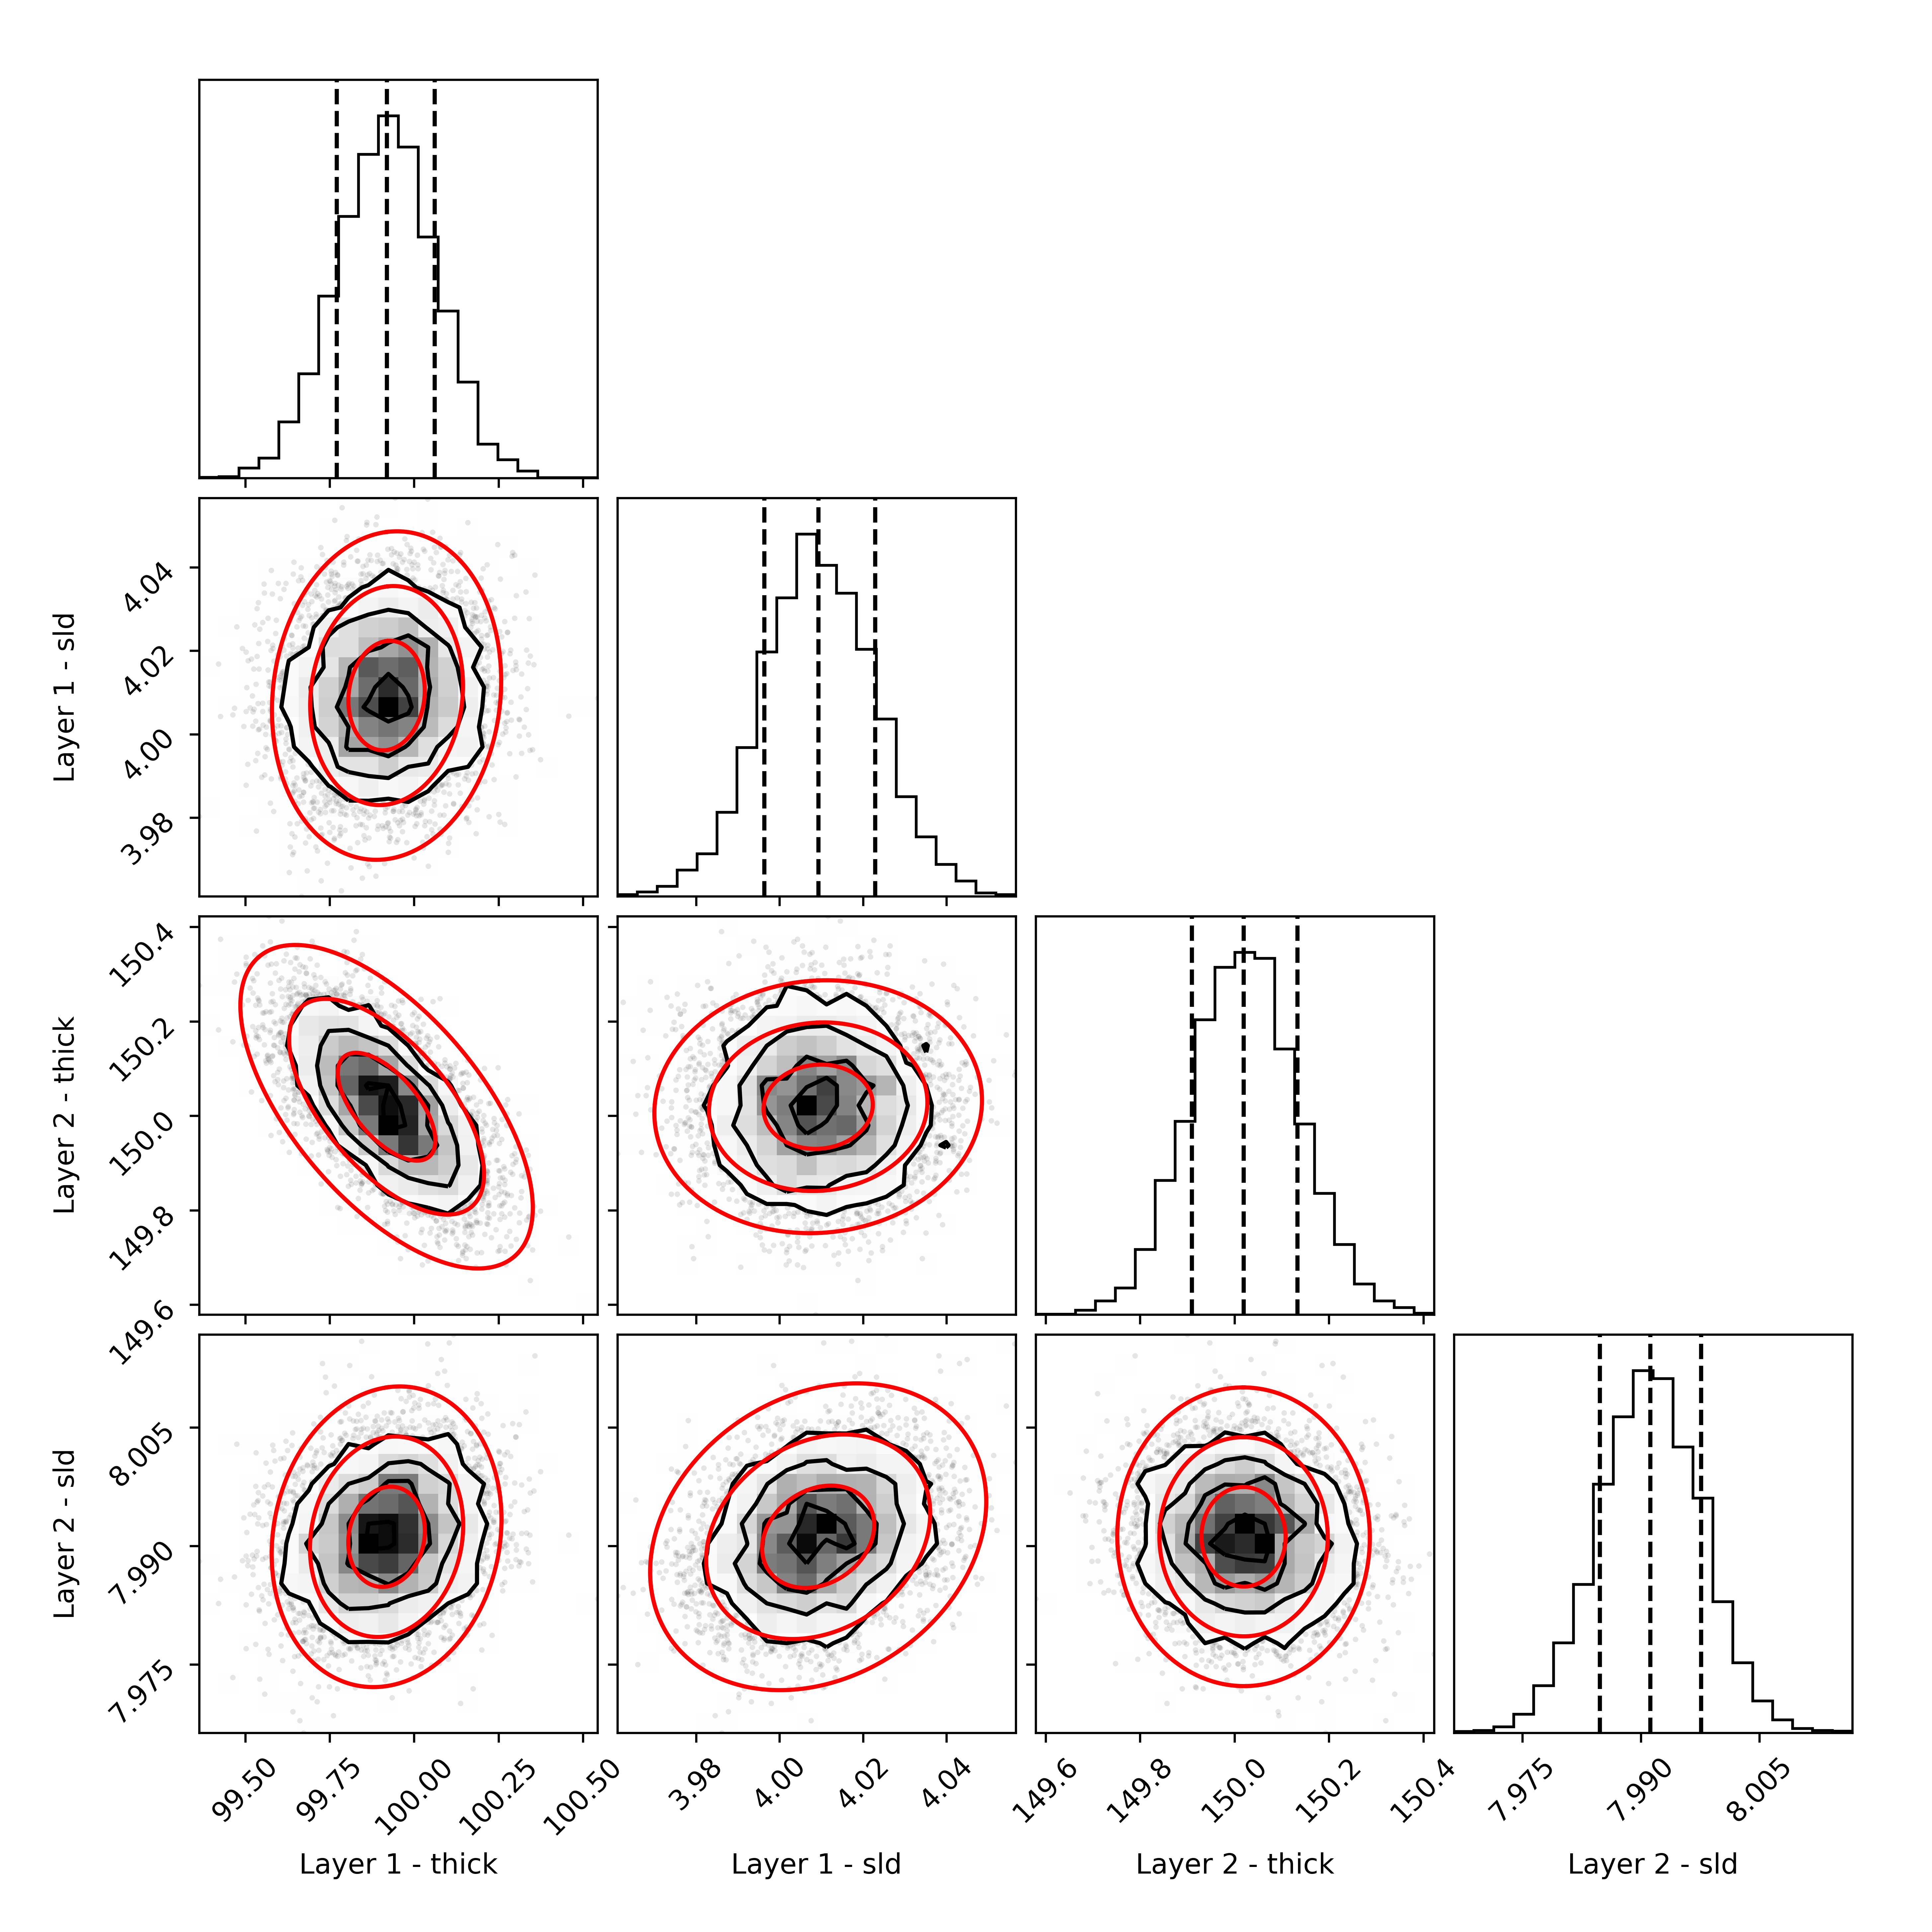 4.04
4.02
4.00
3.98
Layer 1 - sld
150.4
150.2
150.0
149.8
149.6
Layer 2 - thick
8.005
7.990
7.975
Layer 2 - sld
99.50 99.75 100.00 100.25 100.50 3.98 4.00 4.02 4.04 149.6 149.8 150.0 150.2 150.4 7.975 7.990 8.005
Layer 1 - thick Layer 1 - sld Layer 2 - thick Layer 2 - sld